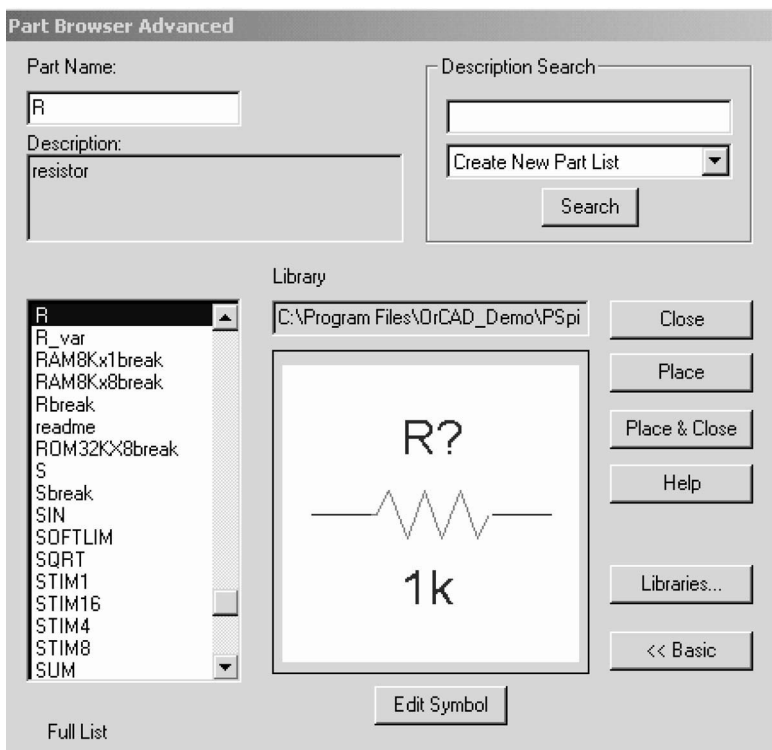 Part Browser Advanced
Part Name:
R
Description:
resistor
Description Search
Create New Part List
Search
Library
C:\Program Files\OrCAD_Demo\PSpi
R
R_var
RAM8Kx1break
RAM8Kx8break
Rbreak
readme
ROM32KX8break
S
Sbreak
SIN
SOFTLIM
SQRT
STIM1
STIM16
STIM4
STIM8
SUM
Full List
R?
1k
Edit Symbol
Close
Place
Place & Close
Help
Libraries...
<< Basic